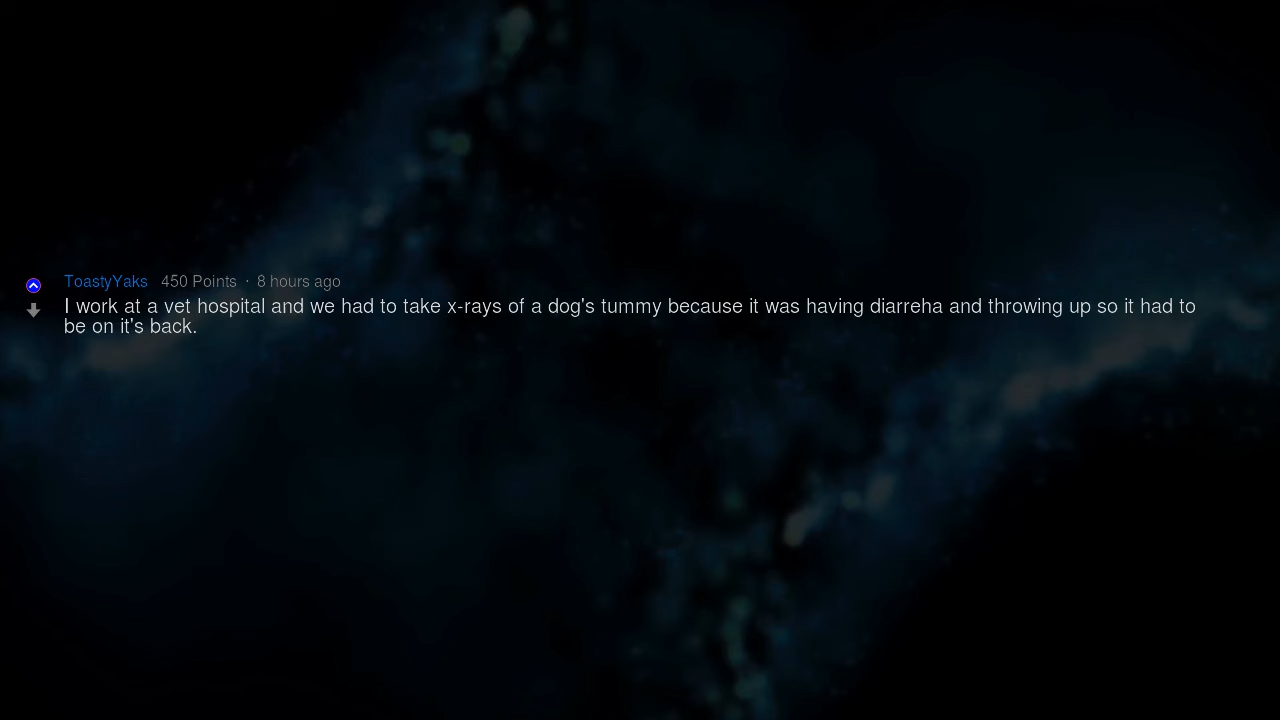 ToastyYaks 450 Points · 8 hours ago
I work at a vet hospital and we had to take x-rays of a dog's tummy because it was having diarreha and throwing up so it had to
be on it's back.